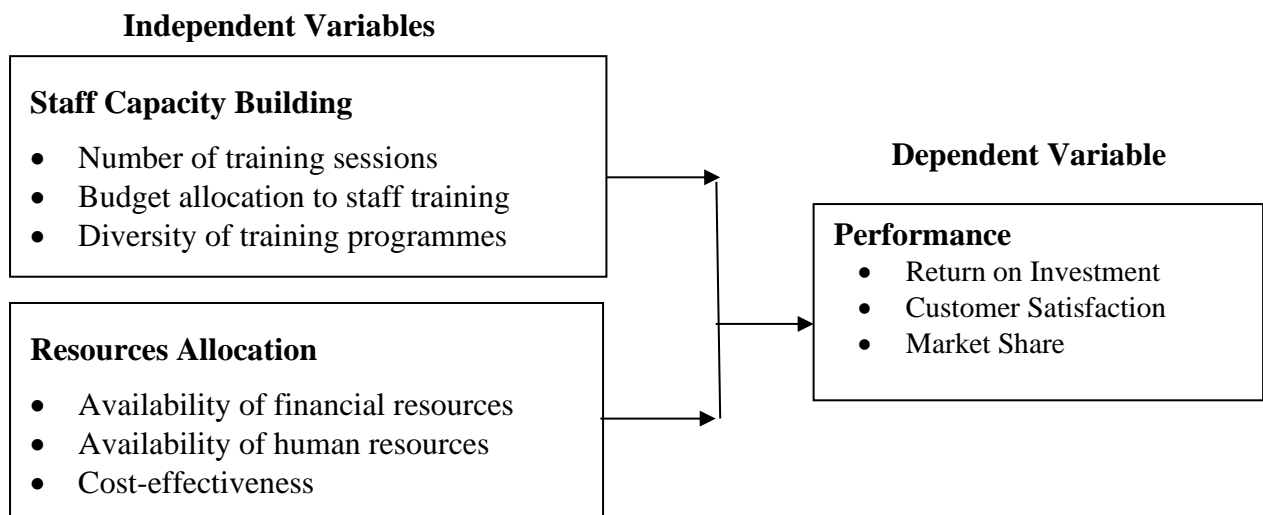 Independent Variables
Staff Capacity Building
• Number of training sessions
• Budget allocation to staff training
• Diversity of training programmes
Resources Allocation
• Availability of financial resources
• Availability of human resources
• Cost-effectiveness
Dependent Variable
Performance
• Return on Investment
• Customer Satisfaction
• Market Share